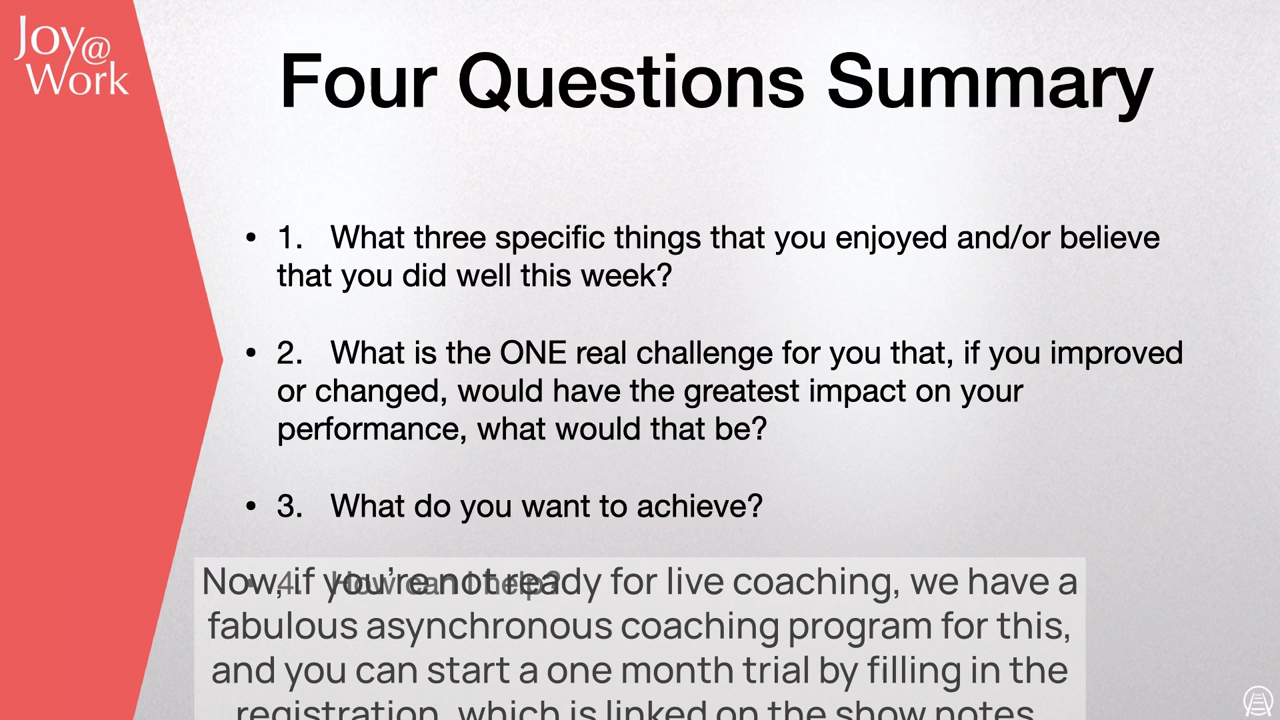 Joy@
Work
Four Questions Summary
• 1. What three specific things that you enjoyed and/or believe
that you did well this week?
• 2. What is the ONE real challenge for you that, if you improved
or changed, would have the greatest impact on your
performance, what would that be?
• 3. What do you want to achieve?
• 4. How can I help?
Now, if you're not ready for live coaching, we have a
fabulous asynchronous coaching program for this,
and you can start a one month trial by filling in the
registration, which is linked on the show notes.